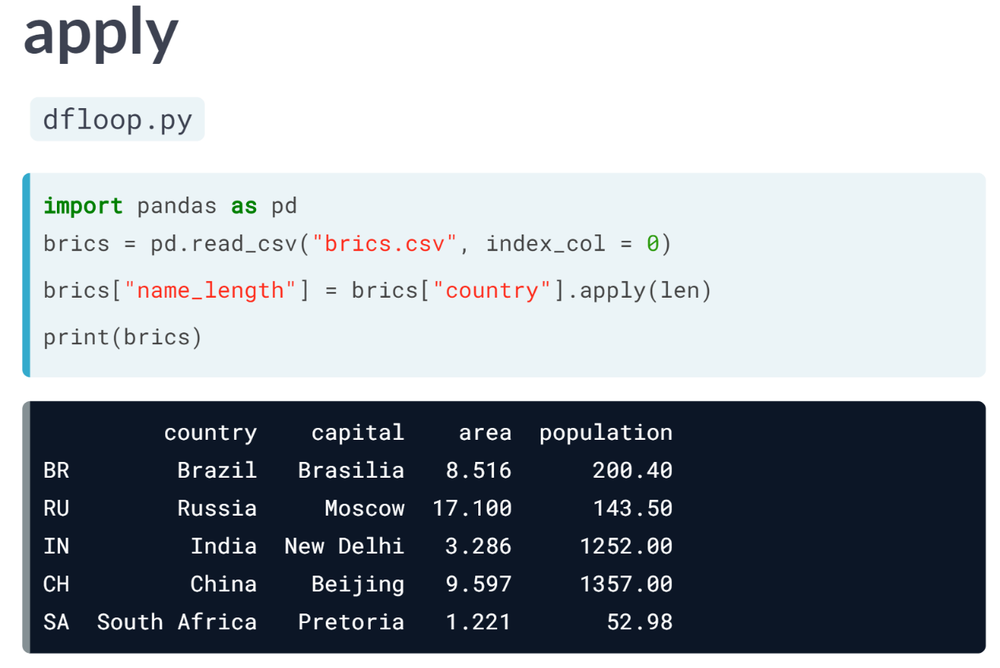 apply
dfloop.py
import pandas as pd
brics = pd.read_csv("brics.csv", index_col = 0)
brics["name_length"] = brics["country"].apply(len)
print(brics)
country capital area population
BR Brazil Brasilia 8.516 200.40
RU Russia Moscow 17.100 143.50
IN India New Delhi 3.286 1252.00
CH China Beijing 9.597 1357.00
SA South Africa Pretoria 1.221 52.98